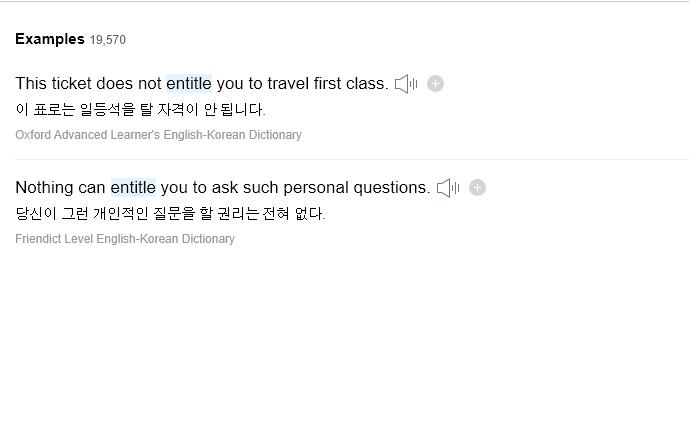 Examples 19,570
This ticket does not entitle you to travel first class.
이 표로는 일등석을 탈 자격이 안 됩니다.
Oxford Advanced Learner's English-Korean Dictionary
Nothing can entitle you to ask such personal questions.
당신이 그런 개인적인 질문을 할 권리는 전혀 없다.
Friendict Level English-Korean Dictionary